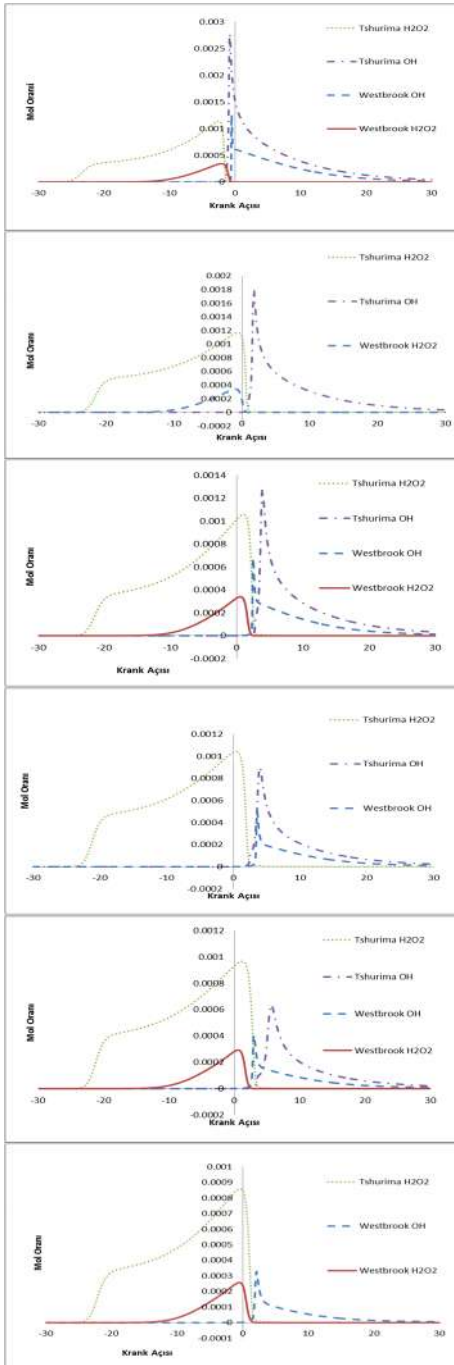 0.003
0.0025
0.002
0.0015
0.001
0.0005
0
-30 -20 -10 0 10 20 30
Mol Oranı
Krank Açısı
Tshurima H2O2
Tshurima OH
Westbrook OH
Westbrook H2O2
0.002
0.0018
0.0016
0.0014
0.0012
0.001
0.0008
0.0006
0.0004
0.0002
0
-0.0002
-30 -20 -10 0 10 20 30
Mol Oranı
Krank Açısı
Tshurima H2O2
Tshurima OH
Westbrook H2O2
0.0014
0.0012
0.001
0.0008
0.0006
0.0004
0.0002
0
-0.0002
-30 -20 -10 0 10 20 30
Mol Oranı
Krank Açısı
Tshurima H2O2
Tshurima OH
Westbrook OH
Westbrook H2O2
0.0012
0.001
0.0008
0.0006
0.0004
0.0002
0
-0.0002
-30 -20 -10 0 10 20 30
Mol Oranı
Krank Açısı
Tshurima H2O2
Tshurima OH
Westbrook OH
0.0012
0.001
0.0008
0.0006
0.0004
0.0002
0
-0.0002
-30 -20 -10 0 10 20 30
Mol Oranı
Krank Açısı
Tshurima H2O2
Tshurima OH
Westbrook OH
Westbrook H2O2
0.001
0.0009
0.0008
0.0007
0.0006
0.0005
0.0004
0.0003
0.0002
0.0001
0
-0.0001
-30 -20 -10 0 10 20 30
Mol Oranı
Krank Açısı
Tshurima H2O2
Westbrook OH
Westbrook H2O2